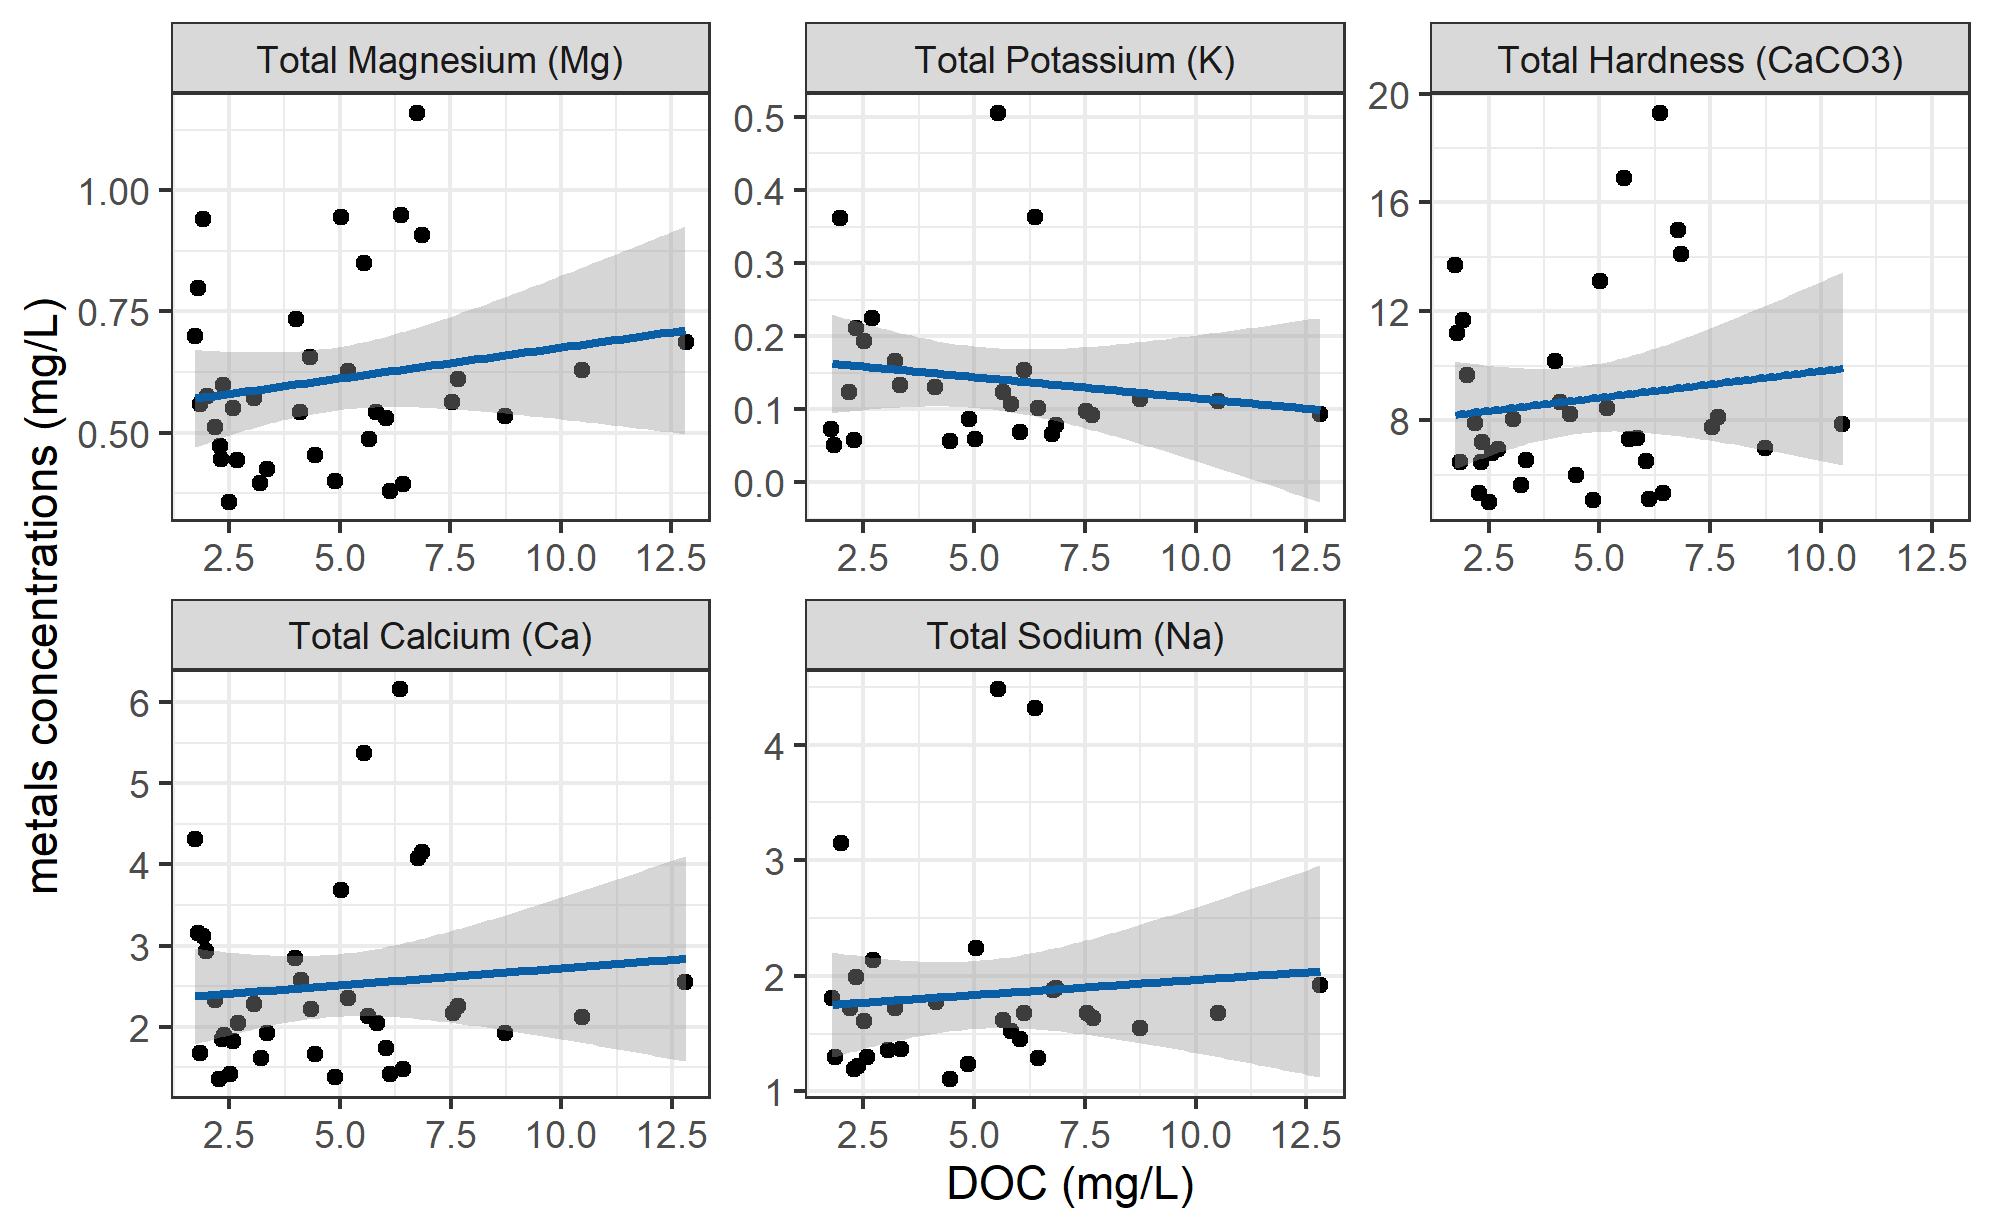 Total Magnesium (Mg)
Total Potassium (K)
Total Hardness (CaCO3)
1.00
0.75
0.50
0.5
0.4
0.3
0.2
0.1
0.0
20
16
12
8
2.5 5.0 7.5 10.0 12.5
2.5 5.0 7.5 10.0 12.5
2.5 5.0 7.5 10.0 12.5
Total Calcium (Ca)
Total Sodium (Na)
6
5
4
3
2
4
3
2
1
2.5 5.0 7.5 10.0 12.5
2.5 5.0 7.5 10.0 12.5
metals concentrations (mg/L)
DOC (mg/L)